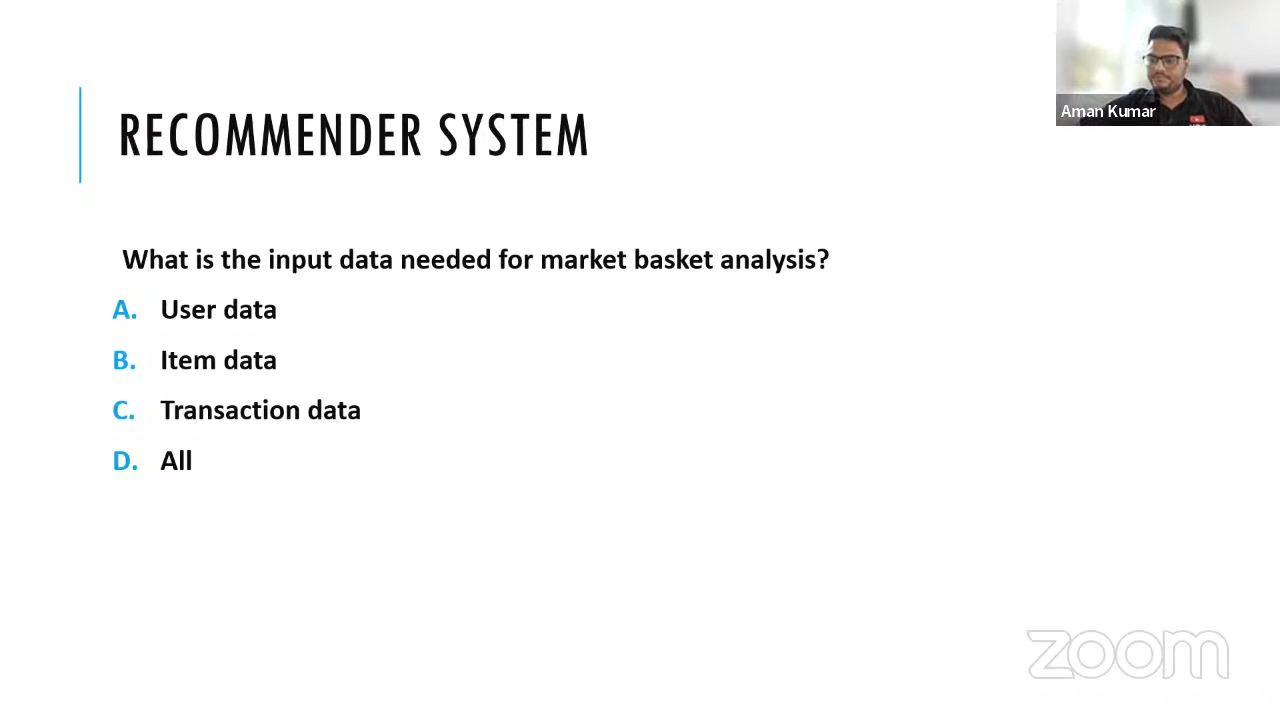 Aman Kumar
RECOMMENDER SYSTEM
What is the input data needed for market basket analysis?
A. User data
B. Item data
C. Transaction data
D. All
zoom